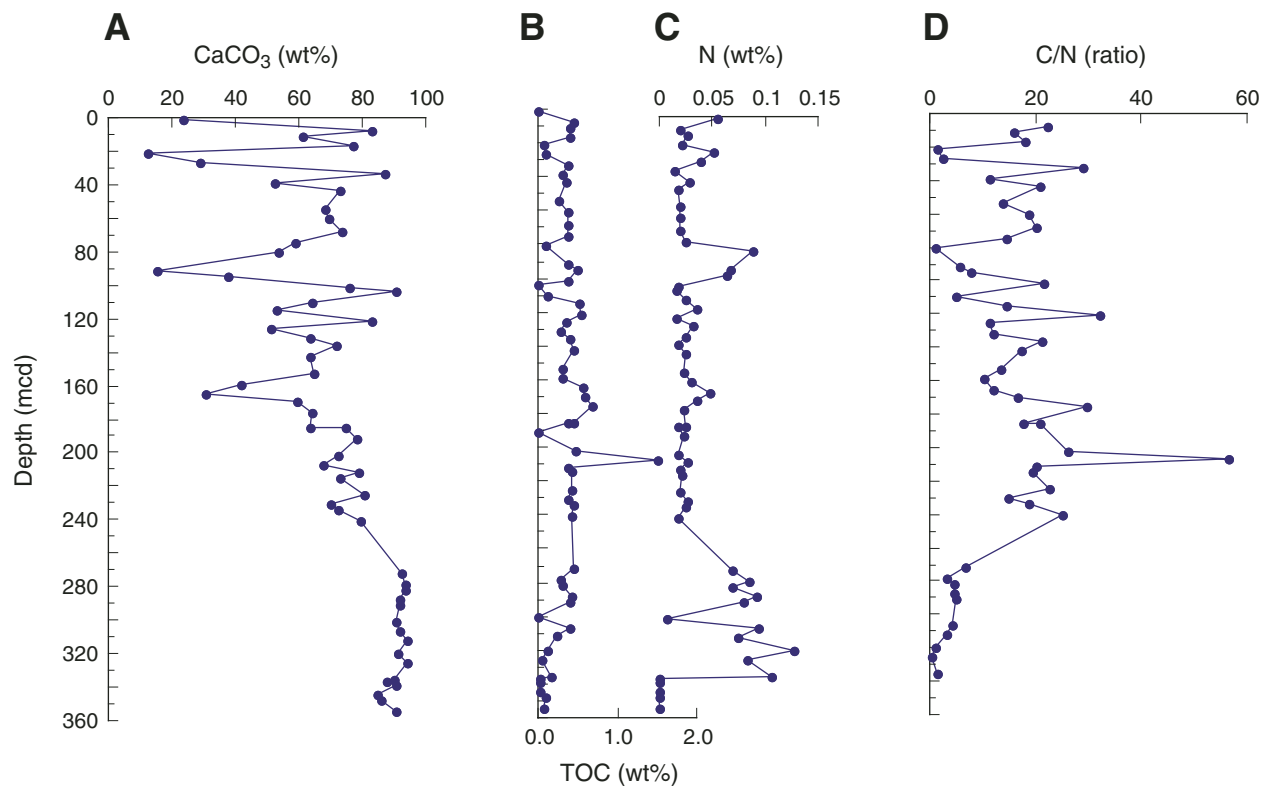 A
B
C
D
CaCO3 (wt%)
N (wt%)
C/N (ratio)
0 20 40 60 80 100
0 0.05 0.1 0.15
0 20 40 60
0
40
80
120
160
200
240
280
320
360
Depth (mcd)
0.0 1.0 2.0
TOC (wt%)